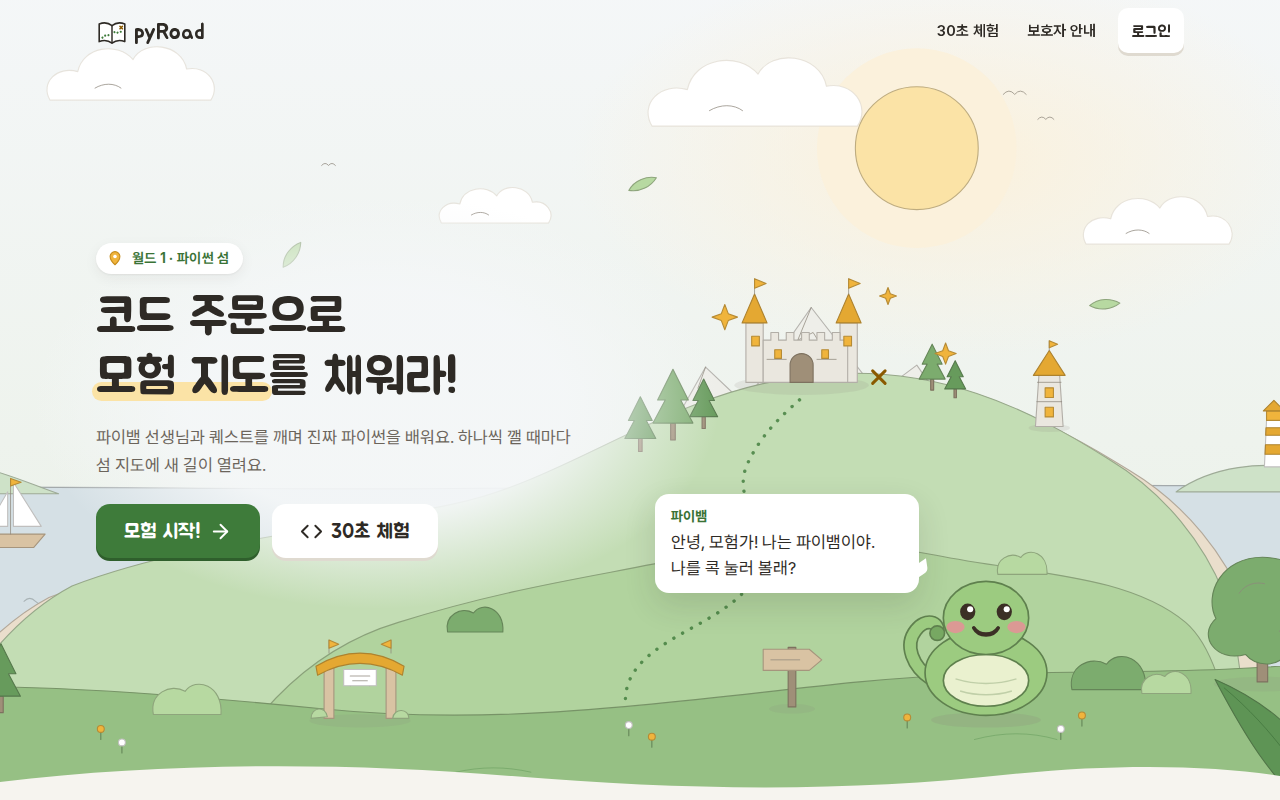 pyRoad
30초 체험
보호자 안내
로그인
월드 1 · 파이썬 섬
코드 주문으로
모험 지도를 채워라!
파이뱀 선생님과 퀘스트를 깨며 진짜 파이썬을 배워요. 하나씩 깰 때마다
섬 지도에 새 길이 열려요.
모험 시작!
30초 체험
파이뱀
안녕, 모험가! 나는 파이뱀이야.
나를 콕 눌러 볼래?